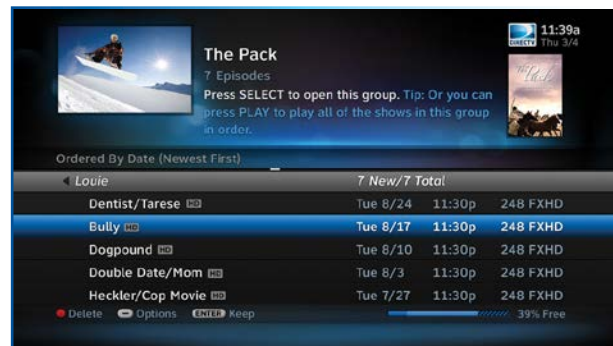 11:39a
DIRECTV Thu 3/4
The Pack
7 Episodes
Press SELECT to open this group. Tip: Or you can
press PLAY to play all of the shows in this group
in order.
The Pack
Ordered By Date (Newest First)
Louie 7 New/7 Total
Dentist/Tarese HD Tue 8/24 11:30p 248 FXHD
Bully HD Tue 8/17 11:30p 248 FXHD
Dogpound HD Tue 8/10 11:30p 248 FXHD
Double Date/Mom HD Tue 8/3 11:30p 248 FXHD
Heckler/Cop Movie HD Tue 7/27 11:30p 248 FXHD
Delete Options ENTER Keep 39% Free